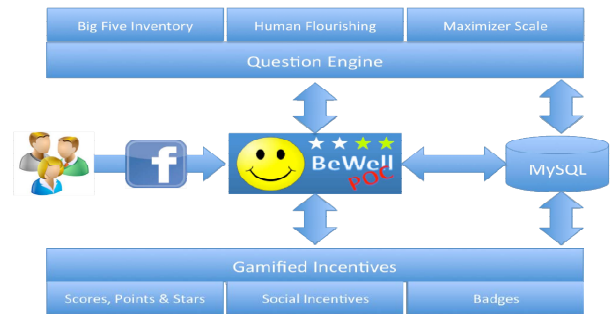 Big Five Inventory
Human Flourishing
Maximizer Scale
Question Engine
f
BeWell
POC
MySQL
Gamified Incentives
Scores, Points & Stars
Social Incentives
Badges